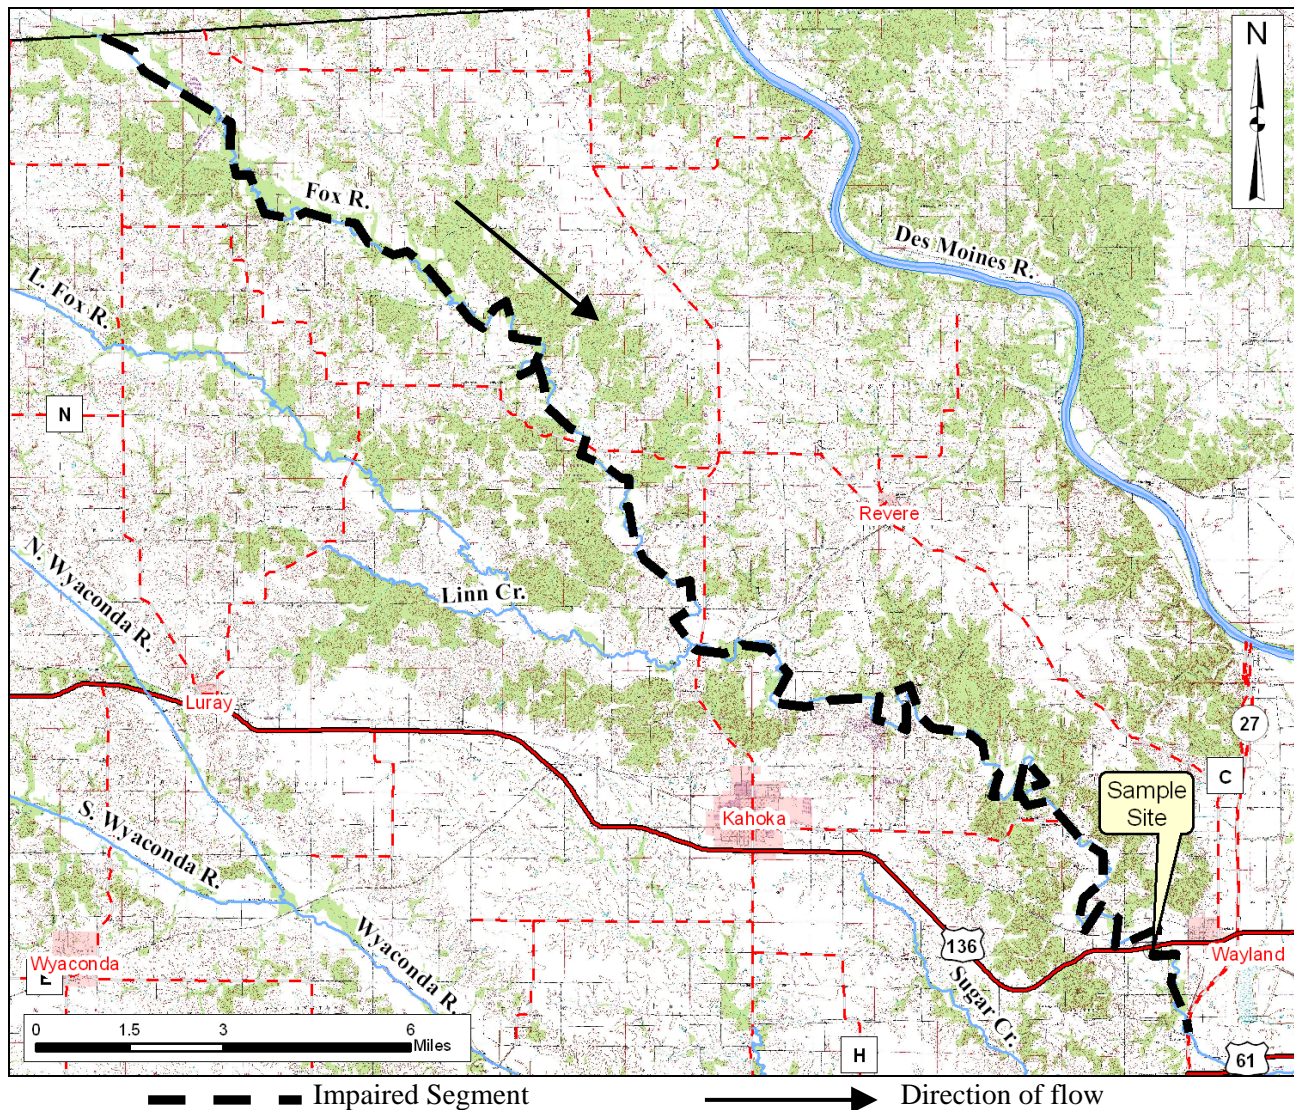 N
Fox R.
Des Moines R.
L. Fox R.
N
Revere
N. Wyaconda R.
Linn Cr.
Luray
27
C
Sample
Site
Kahoka
S. Wyaconda R.
Wyaconda R.
136
Wayland
Wyaconda
E
Sugar Cr.
0 1.5 3 6
Miles
H
61
Impaired Segment
Direction of flow